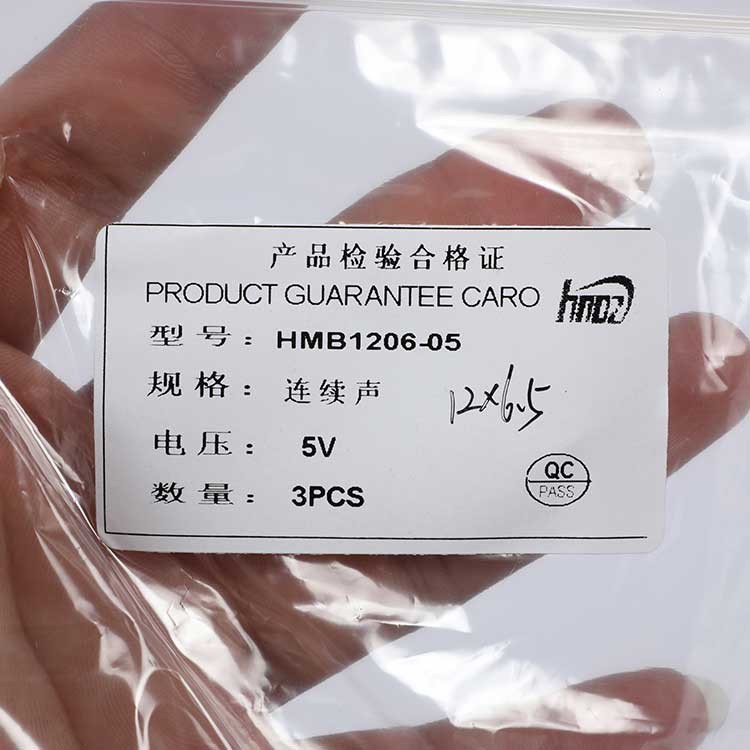 产品检验合格证
PRODUCT GUARANTEE CARO
hndz
型号: HMB1206-05
规格: 连续声 12x6.5
电压: 5V
数量: 3PCS
QC
PASS